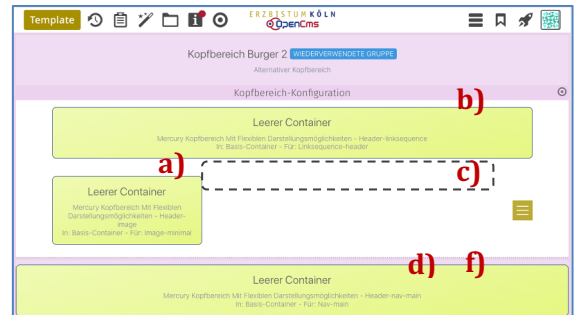 Template
ERZBISTUM KÖLN
OpenCms
Kopfbereich Burger 2 WIEDERVERWENDETE GRUPPE
Alternativer Kopfbereich
Kopfbereich-Konfiguration
b)
Leerer Container
Mercury Kopfbereich Mit Flexiblen Darstellungsmöglichkeiten - Header-linksequence
In: Basis-Container - Für: Linksequence-header
a)
c)
Leerer Container
Mercury Kopfbereich Mit Flexiblen
Darstellungsmöglichkeiten - Header-
image
In: Basis-Container - Für: Image-minimal
d) f)
Leerer Container
Mercury Kopfbereich Mit Flexiblen Darstellungsmöglichkeiten - Header-nav-main
In: Basis-Container - Für: Nav-main